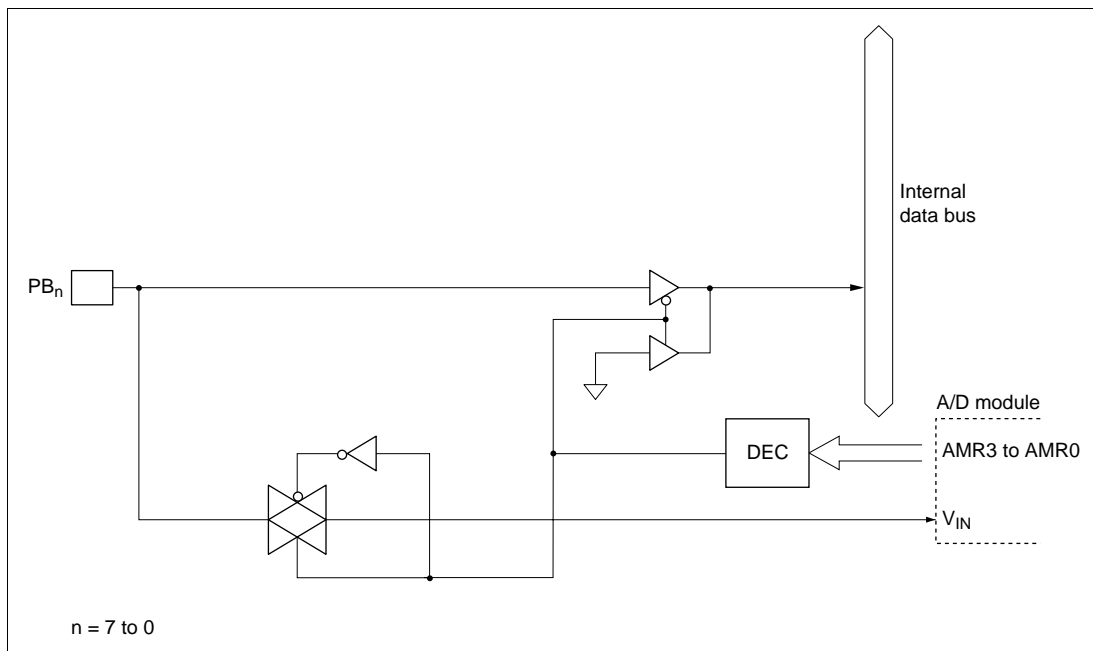 Internal
data bus
PBn
A/D module
DEC
AMR3 to AMR0
VIN
n = 7 to 0